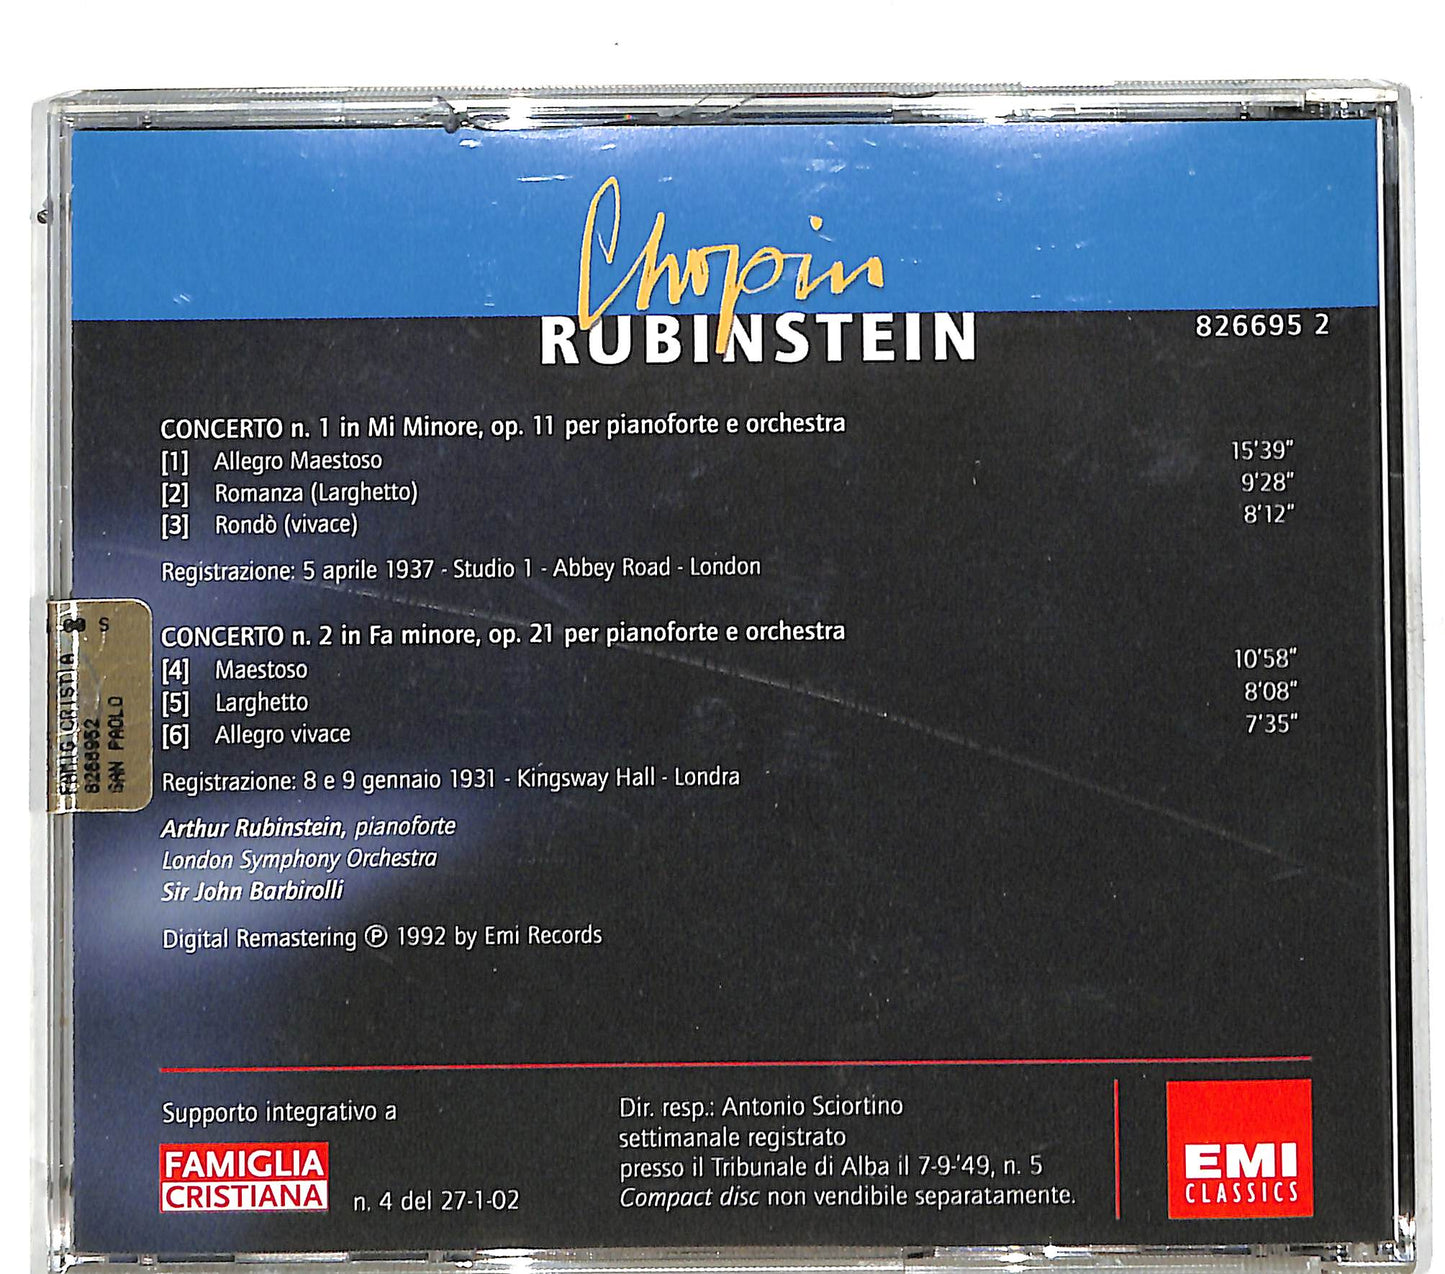 Chopin
RUBINSTEIN
826695 2
CONCERTO n. 1 in Mi Minore, op. 11 per pianoforte e orchestra
[1] Allegro Maestoso 15'39"
[2] Romanza (Larghetto) 9'28"
[3] Rondò (vivace) 8'12"
Registrazione: 5 aprile 1937 - Studio 1 - Abbey Road - London
CONCERTO n. 2 in Fa minore, op. 21 per pianoforte e orchestra
[4] Maestoso 10'58"
[5] Larghetto 8'08"
[6] Allegro vivace 7'35"
Registrazione: 8 e 9 gennaio 1931 - Kingsway Hall - Londra
Arthur Rubinstein, pianoforte
London Symphony Orchestra
Sir John Barbirolli
Digital Remastering Ⓟ 1992 by Emi Records
Supporto integrativo a
FAMIGLIA
CRISTIANA
n. 4 del 27-1-02
Dir. resp.: Antonio Sciortino
settimanale registrato
presso il Tribunale di Alba il 7-9-'49, n. 5
Compact disc non vendibile separatamente.
EMI
CLASSICS
FAMIG CRISTIA
8266952
SAN PAOLO